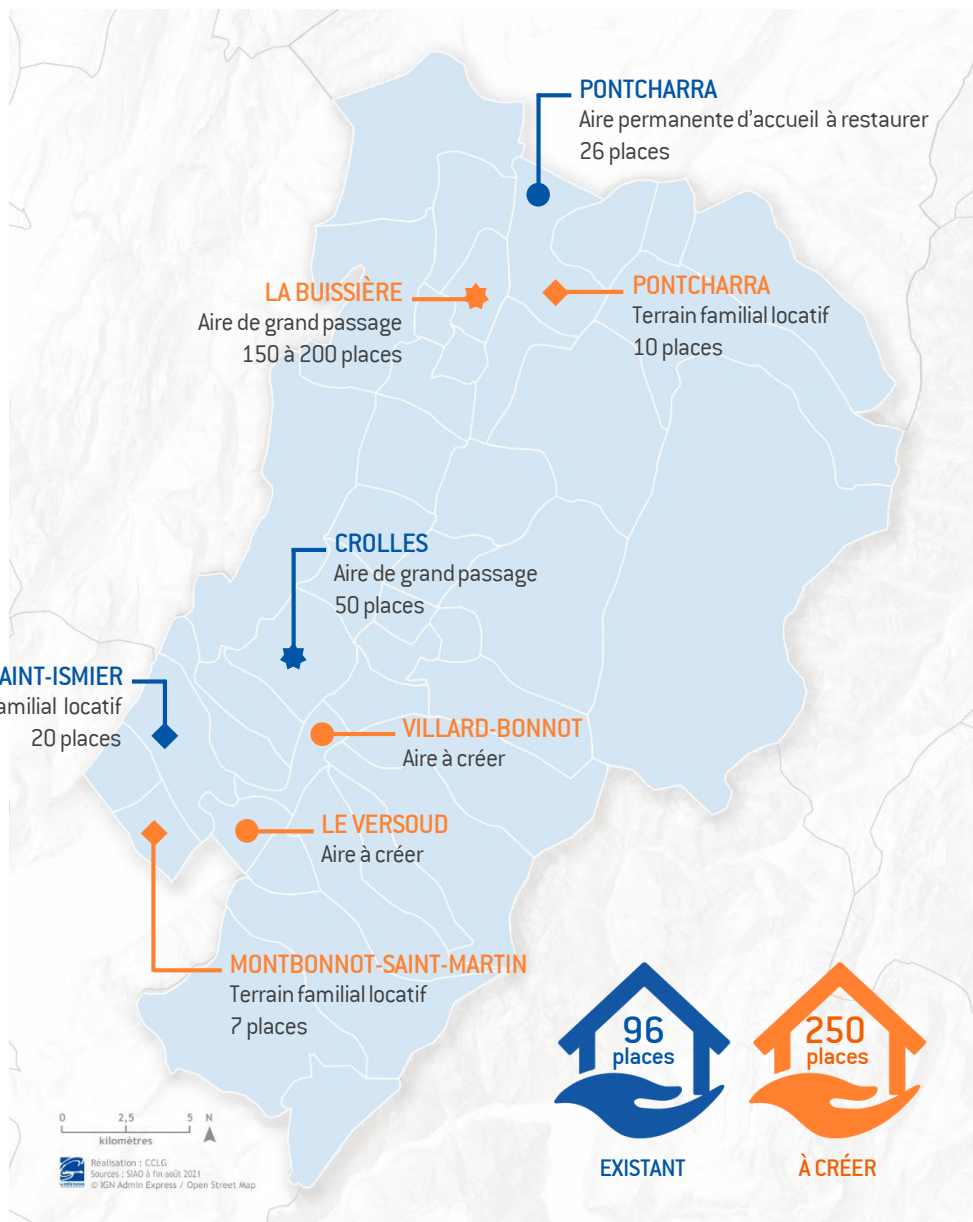 PONTCHARRA
Aire permanente d'accueil à restaurer
26 places
LA BUISSIÈRE
Aire de grand passage
150 à 200 places
PONTCHARRA
Terrain familial locatif
10 places
CROLLES
Aire de grand passage
50 places
AINT-ISMIER
amilial locatif
20 places
VILLARD-BONNOT
Aire à créer
LE VERSOUD
Aire à créer
MONTBONNOT-SAINT-MARTIN
Terrain familial locatif
7 places
96
places
EXISTANT
250
places
À CRÉER
0 2,5 5 N
kilomètres
Réalisation : CCLG
Sources : SIAO à fin août 2021
© IGN Admin Express / Open Street Map